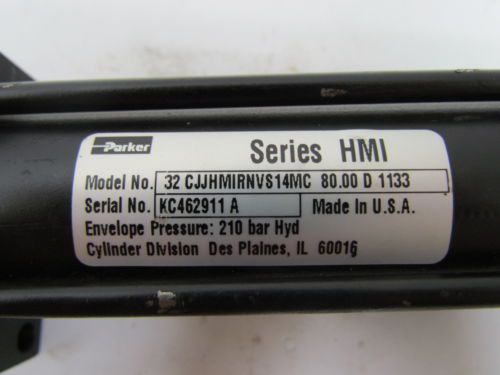 Parker
Series HMI
Model No. 32 CJJHMIRNVS14MC 80.00 D 1133
Serial No. KC462911 A Made In U.S.A.
Envelope Pressure: 210 bar Hyd
Cylinder Division Des Plaines, IL 60016